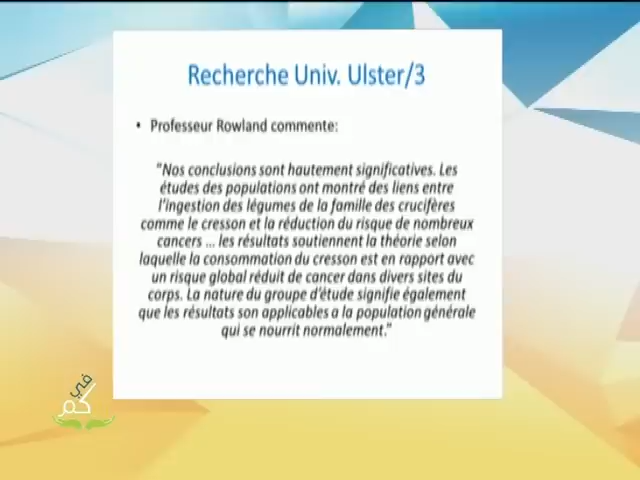 Recherche Univ. Ulster/3
• Professeur Rowland commente:
"Nos conclusions sont hautement significatives. Les
études des populations ont montré des liens entre
l'ingestion des légumes de la famille des crucifères
comme le cresson et la réduction du risque de nombreux
cancers ... les résultats soutiennent la théorie selon
laquelle la consommation du cresson est en rapport avec
un risque global réduit de cancer dans divers sites du
corps. La nature du groupe d'étude signifie également
que les résultats son applicables a la population générale
qui se nourrit normalement."
في
كم